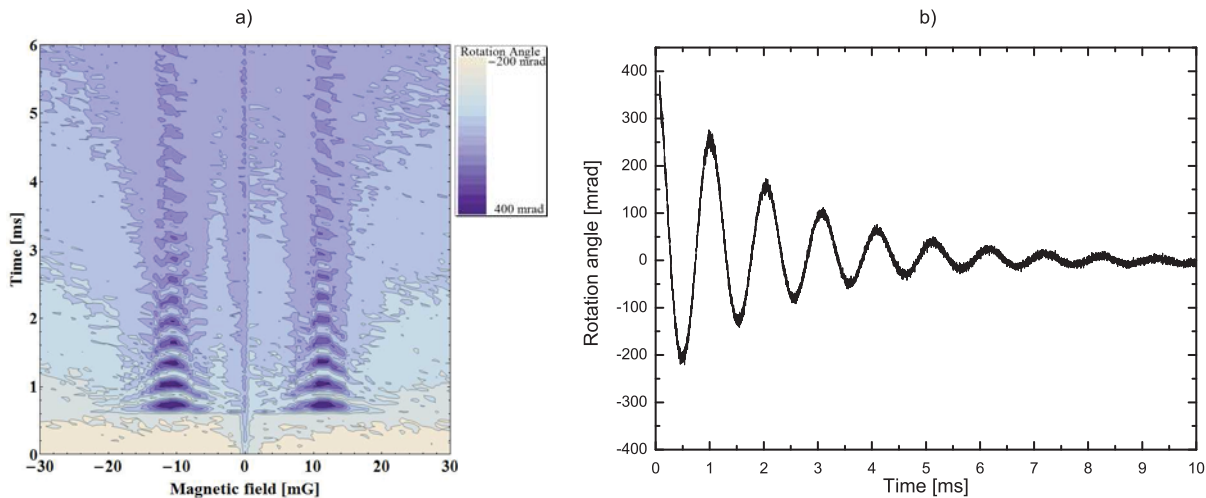 a)
6
5
4
3
2
1
0
Time [ms]
−30
−20
−10
0
10
20
30
Magnetic field [mG]
Rotation Angle
−200 mrad
400 mrad
b)
400
300
200
100
0
-100
-200
-300
-400
Rotation angle [mrad]
0 1 2 3 4 5 6 7 8 9 10
Time [ms]